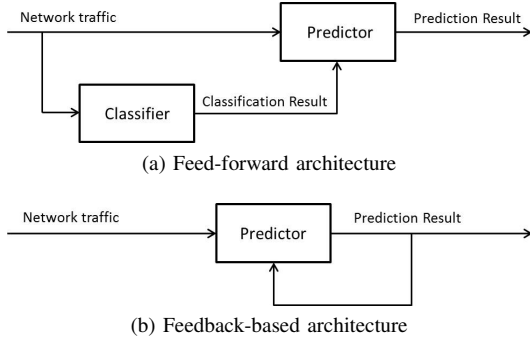 Network traffic
Prediction Result
Predictor
Classifier
Classification Result
(a) Feed-forward architecture
Network traffic
Prediction Result
Predictor
(b) Feedback-based architecture